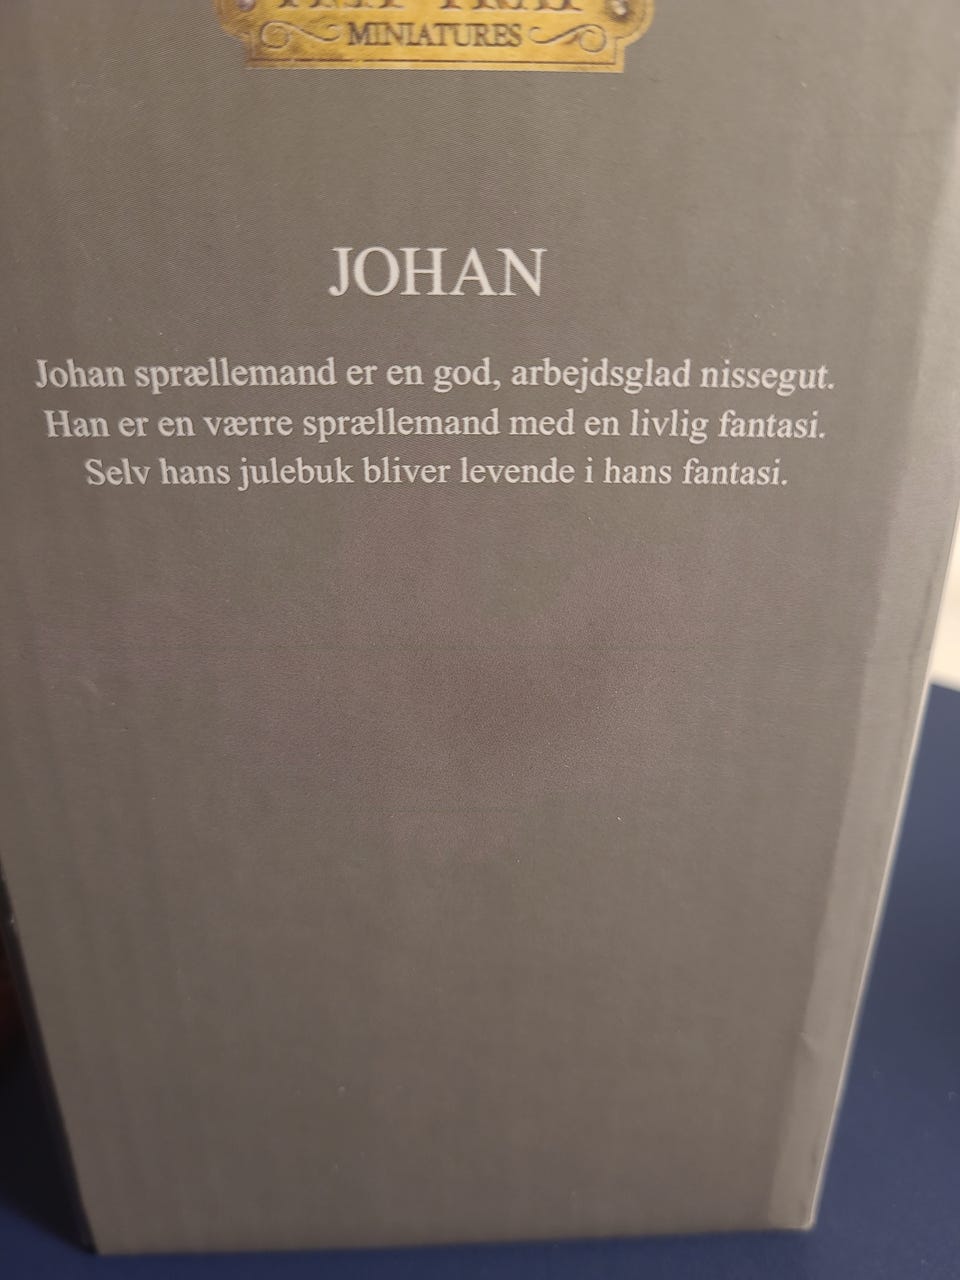 MINIATURES
JOHAN
Johan sprællemand er en god, arbejdsglad nissegut.
Han er en værre sprællemand med en livlig fantasi.
Selv hans julebuk bliver levende i hans fantasi.